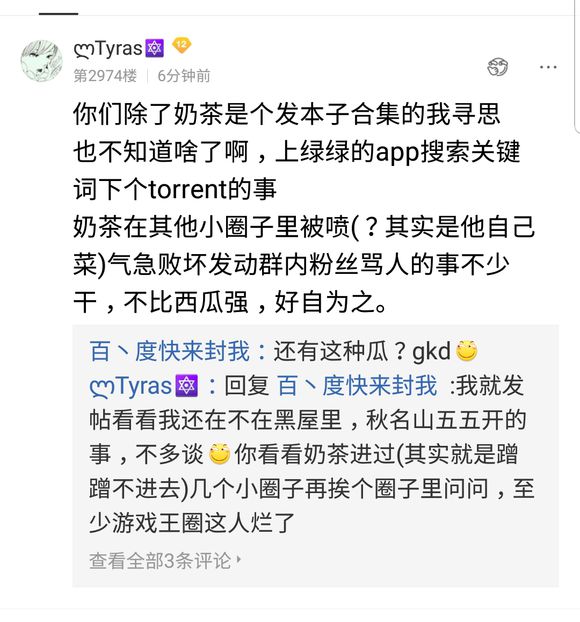 ლTyras🔯 12
第2974楼 | 6分钟前
你们除了奶茶是个发本子合集的我寻思
也不知道啥了啊，上绿绿的app搜索关键
词下个torrent的事
奶茶在其他小圈子里被喷(？其实是他自己
菜)气急败坏发动群内粉丝骂人的事不少
干，不比西瓜强，好自为之。
百丶度快来封我：还有这种瓜？gkd
ლTyras🔯：回复 百丶度快来封我 :我就发
帖看看我还在不在黑屋里，秋名山五五开的
事，不多谈 你看看奶茶进过(其实就是蹭
蹭不进去)几个小圈子再挨个圈子里问问，至
少游戏王圈这人烂了
查看全部3条评论